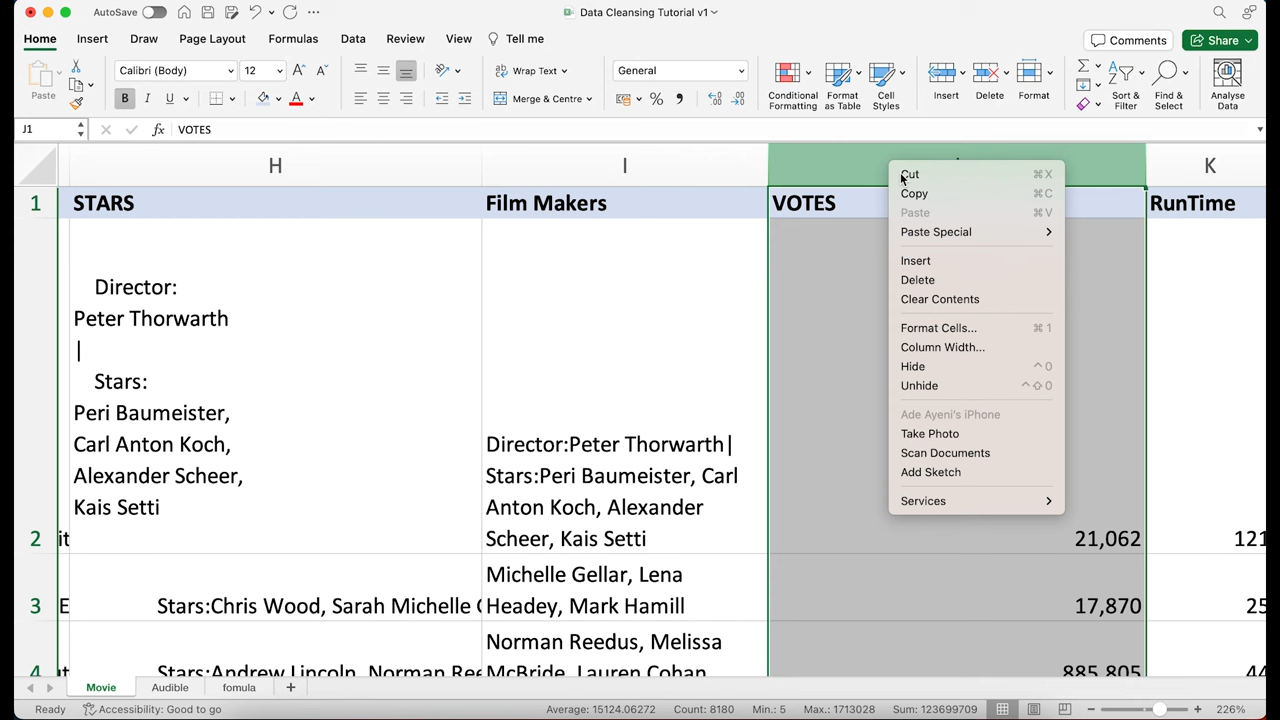 AutoSave
Data Cleansing Tutorial v1
Home Insert Draw Page Layout Formulas Data Review View Tell me
Comments Share
Paste
Calibri (Body) 12
Wrap Text
General
B I U
Merge & Centre
Conditional Formatting
Format as Table
Cell Styles
Insert Delete Format
Sort & Filter
Find & Select
Analyse Data
J1 fx VOTES
H I K
1 STARS Film Makers VOTES RunTime
Director:
Peter Thorwarth
|
Stars:
Peri Baumeister,
Carl Anton Koch,
Alexander Scheer,
Kais Setti
Director:Peter Thorwarth|
Stars:Peri Baumeister, Carl
Anton Koch, Alexander
Scheer, Kais Setti
2 it 21,062 121
Michelle Gellar, Lena
Headey, Mark Hamill
3 E Stars:Chris Wood, Sarah Michelle 17,870 25
Norman Reedus, Melissa
McBride, Lauren Cohan
4 ut Stars:Andrew Lincoln, Norman Ree 885,805 44
Cut ⌘X
Copy ⌘C
Paste ⌘V
Paste Special
Insert
Delete
Clear Contents
Format Cells... ⌘1
Column Width...
Hide ^0
Unhide ^⇧0
Ade Ayeni's iPhone
Take Photo
Scan Documents
Add Sketch
Services
Movie Audible fomula
Ready Accessibility: Good to go Average: 15124.06272 Count: 8180 Min.: 5 Max.: 1713028 Sum: 123699709 226%